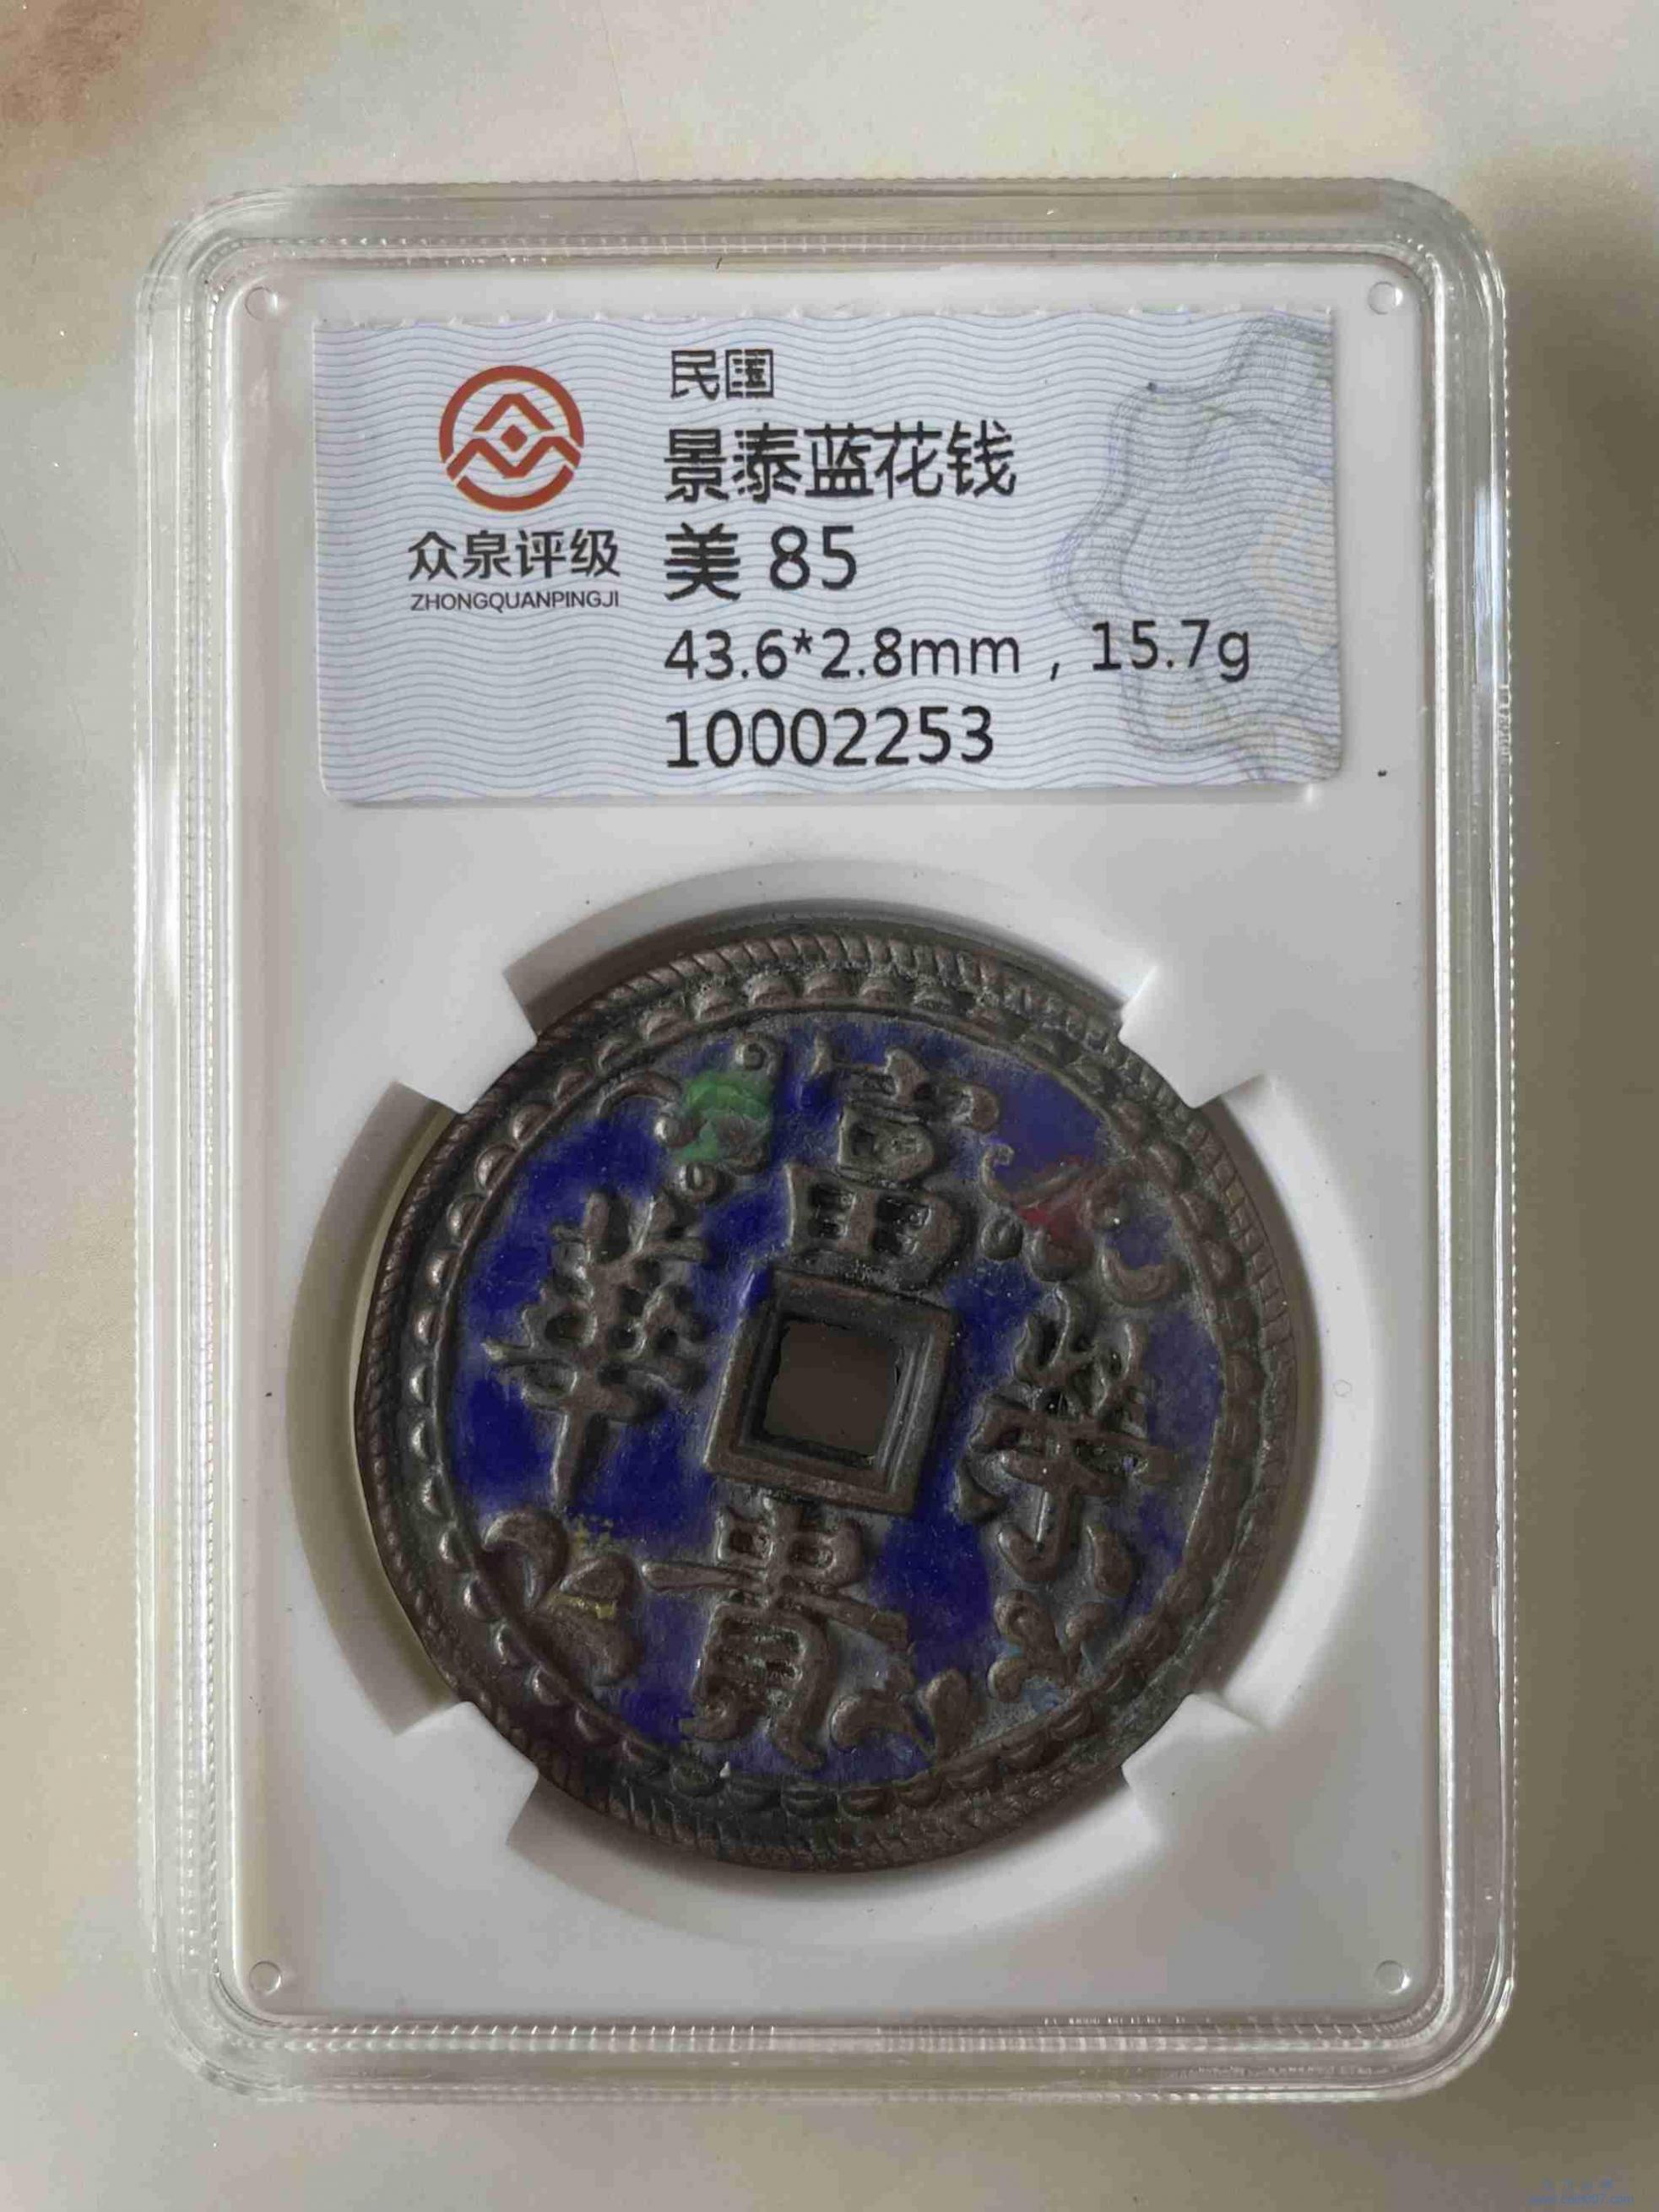 众泉评级
ZHONGQUANPINGJI
民国
景泰蓝花钱
美 85
43.6*2.8mm，15.7g
10002253
富
榮
華
貴